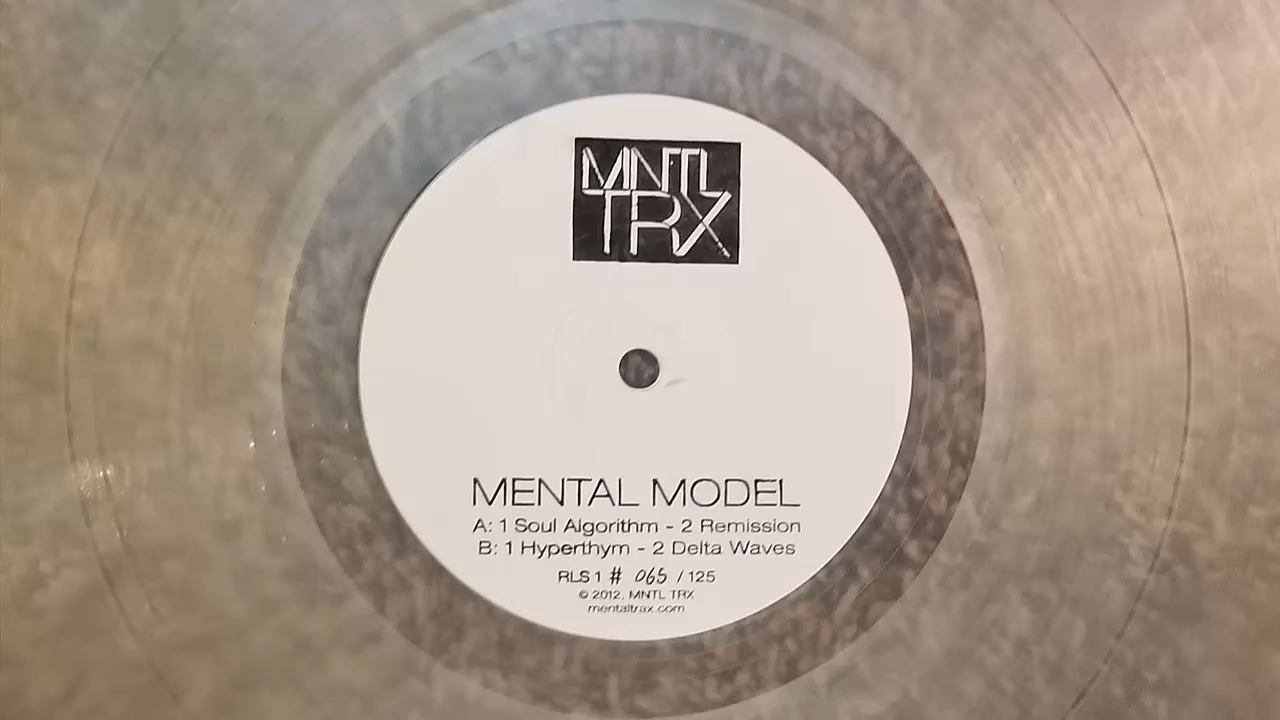 MNTL
TRX
MENTAL MODEL
A: 1 Soul Algorithm - 2 Remission
B: 1 Hyperthym - 2 Delta Waves
RLS 1 # 065 / 125
© 2012, MNTL TRX
mentaltrax.com